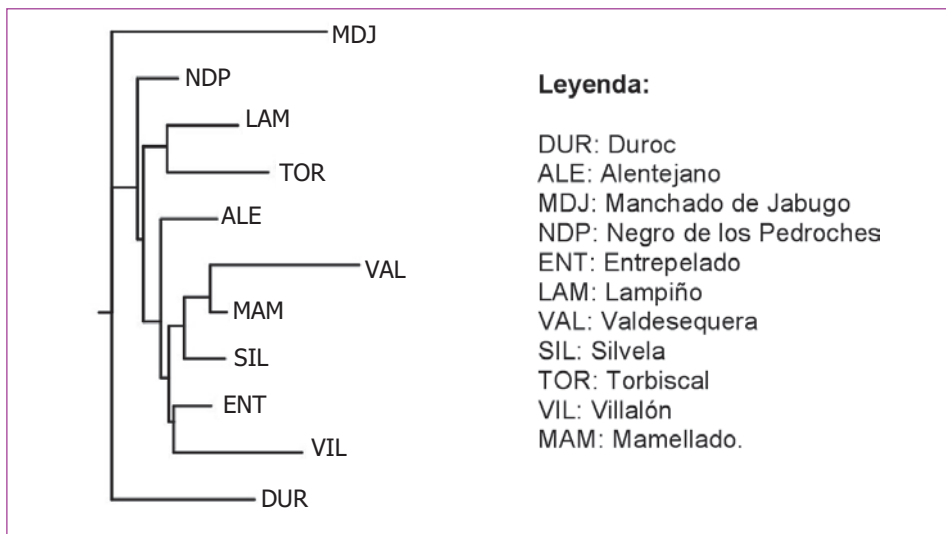 MDJ
NDP
LAM
TOR
ALE
VAL
MAM
SIL
ENT
VIL
DUR
Leyenda:
DUR: Duroc
ALE: Alentejano
MDJ: Manchado de Jabugo
NDP: Negro de los Pedroches
ENT: Entrepelado
LAM: Lampiño
VAL: Valdesequera
SIL: Silvela
TOR: Torbiscal
VIL: Villalón
MAM: Mamellado.